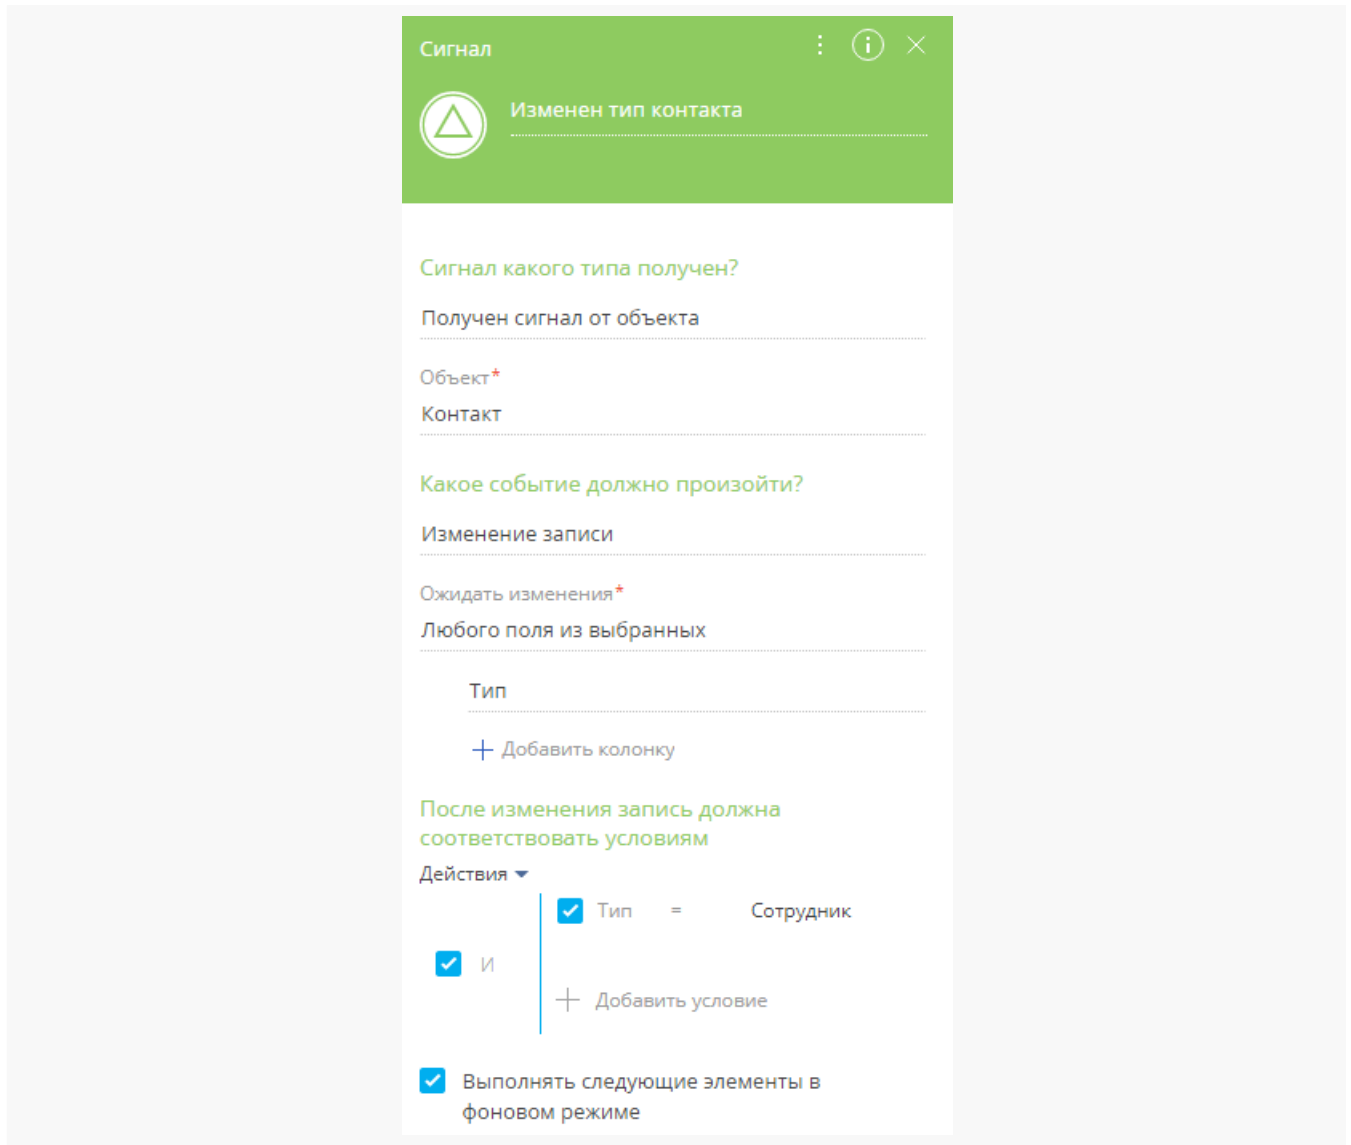 Сигнал
Изменен тип контакта
Сигнал какого типа получен?
Получен сигнал от объекта
Объект*
Контакт
Какое событие должно произойти?
Изменение записи
Ожидать изменения*
Любого поля из выбранных
Тип
Добавить колонку
После изменения запись должна
соответствовать условиям
Действия
Тип = Сотрудник
И
Добавить условие
Выполнять следующие элементы в
фоновом режиме